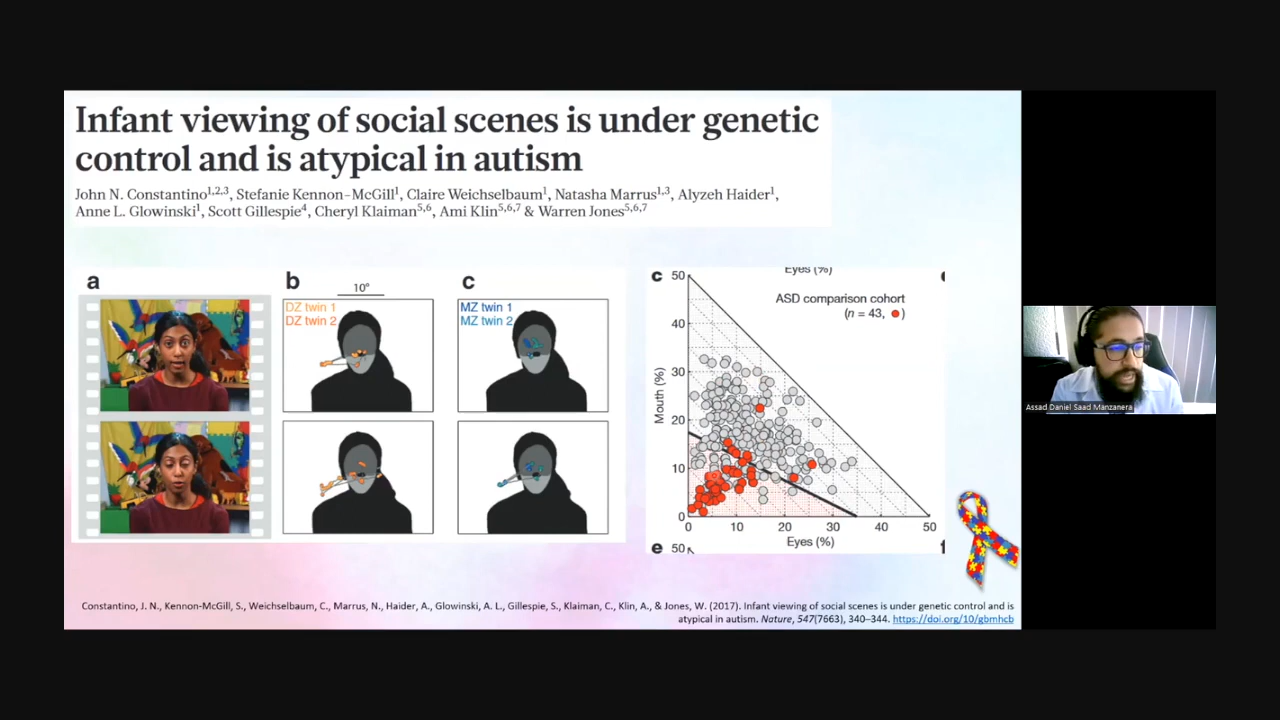 Infant viewing of social scenes is under genetic
control and is atypical in autism
John N. Constantino1,2,3, Stefanie Kennon-McGill1, Claire Weichselbaum1, Natasha Marrus1,3, Alyzeh Haider1,
Anne L. Glowinski1, Scott Gillespie4, Cheryl Klaiman5,6, Ami Klin5,6,7 & Warren Jones5,6,7
a
b
10°
DZ twin 1
DZ twin 2
c
MZ twin 1
MZ twin 2
Eyes (%)
c
50
ASD comparison cohort
(n = 43, )
40
30
20
10
0
Mouth (%)
0 10 20 30 40 50
Eyes (%)
e 50
Assad Daniel Saad Manzanera
Constantino, J. N., Kennon-McGill, S., Weichselbaum, C., Marrus, N., Haider, A., Glowinski, A. L., Gillespie, S., Klaiman, C., Klin, A., & Jones, W. (2017). Infant viewing of social scenes is under genetic control and is
atypical in autism. Nature, 547(7663), 340–344. https://doi.org/10/gbmhcb